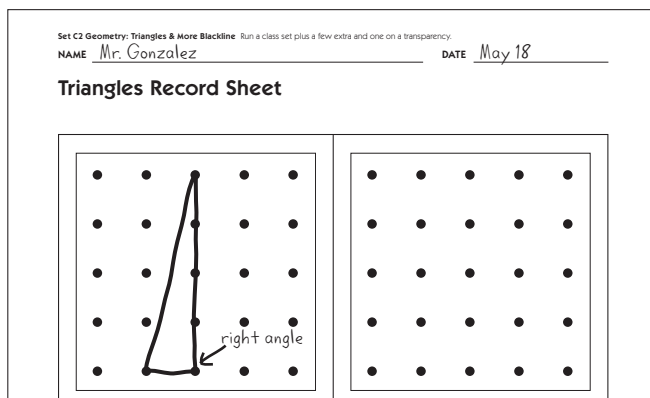 Set C2 Geometry: Triangles & More Blackline Run a class set plus a few extra and one on a transparency.
NAME Mr. Gonzalez DATE May 18
Triangles Record Sheet
right angle